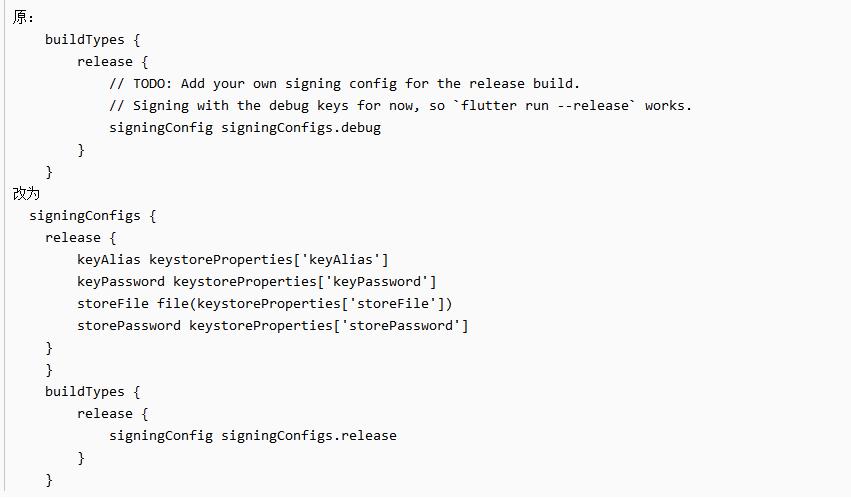 原：
    buildTypes {
        release {
            // TODO: Add your own signing config for the release build.
            // Signing with the debug keys for now, so `flutter run --release` works.
            signingConfig signingConfigs.debug
        }
    }
改为
  signingConfigs {
    release {
        keyAlias keystoreProperties['keyAlias']
        keyPassword keystoreProperties['keyPassword']
        storeFile file(keystoreProperties['storeFile'])
        storePassword keystoreProperties['storePassword']
    }
    }
    buildTypes {
        release {
            signingConfig signingConfigs.release
        }
    }